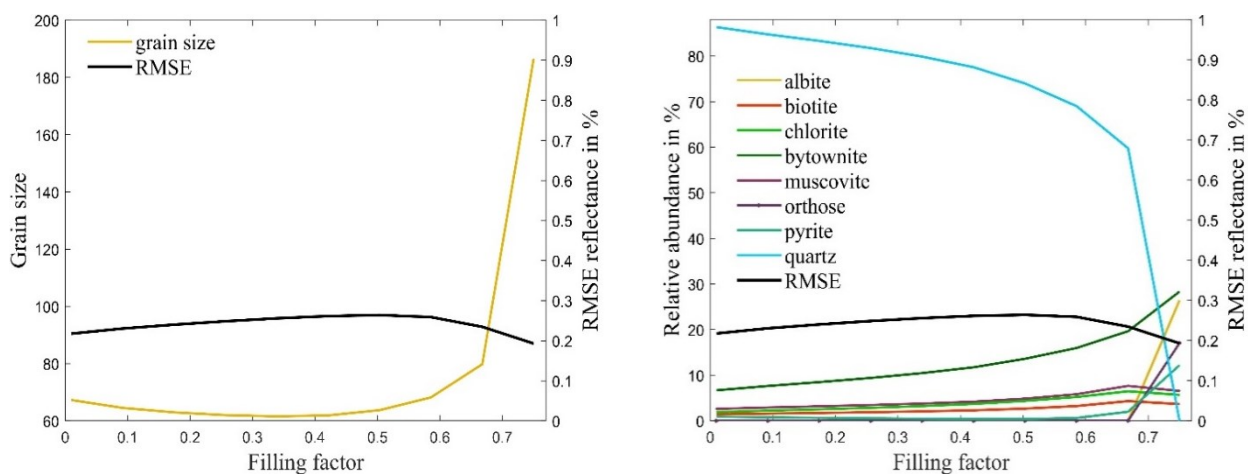 200
180
160
140
120
100
80
60
Grain size
grain size
RMSE
1
0.9
0.8
0.7
0.6
0.5
0.4
0.3
0.2
0.1
0
RMSE reflectance in %
0 0.1 0.2 0.3 0.4 0.5 0.6 0.7
Filling factor
80
70
60
50
40
30
20
10
0
Relative abundance in %
albite
biotite
chlorite
bytownite
muscovite
orthose
pyrite
quartz
RMSE
1
0.9
0.8
0.7
0.6
0.5
0.4
0.3
0.2
0.1
0
RMSE reflectance in %
0 0.1 0.2 0.3 0.4 0.5 0.6 0.7
Filling factor